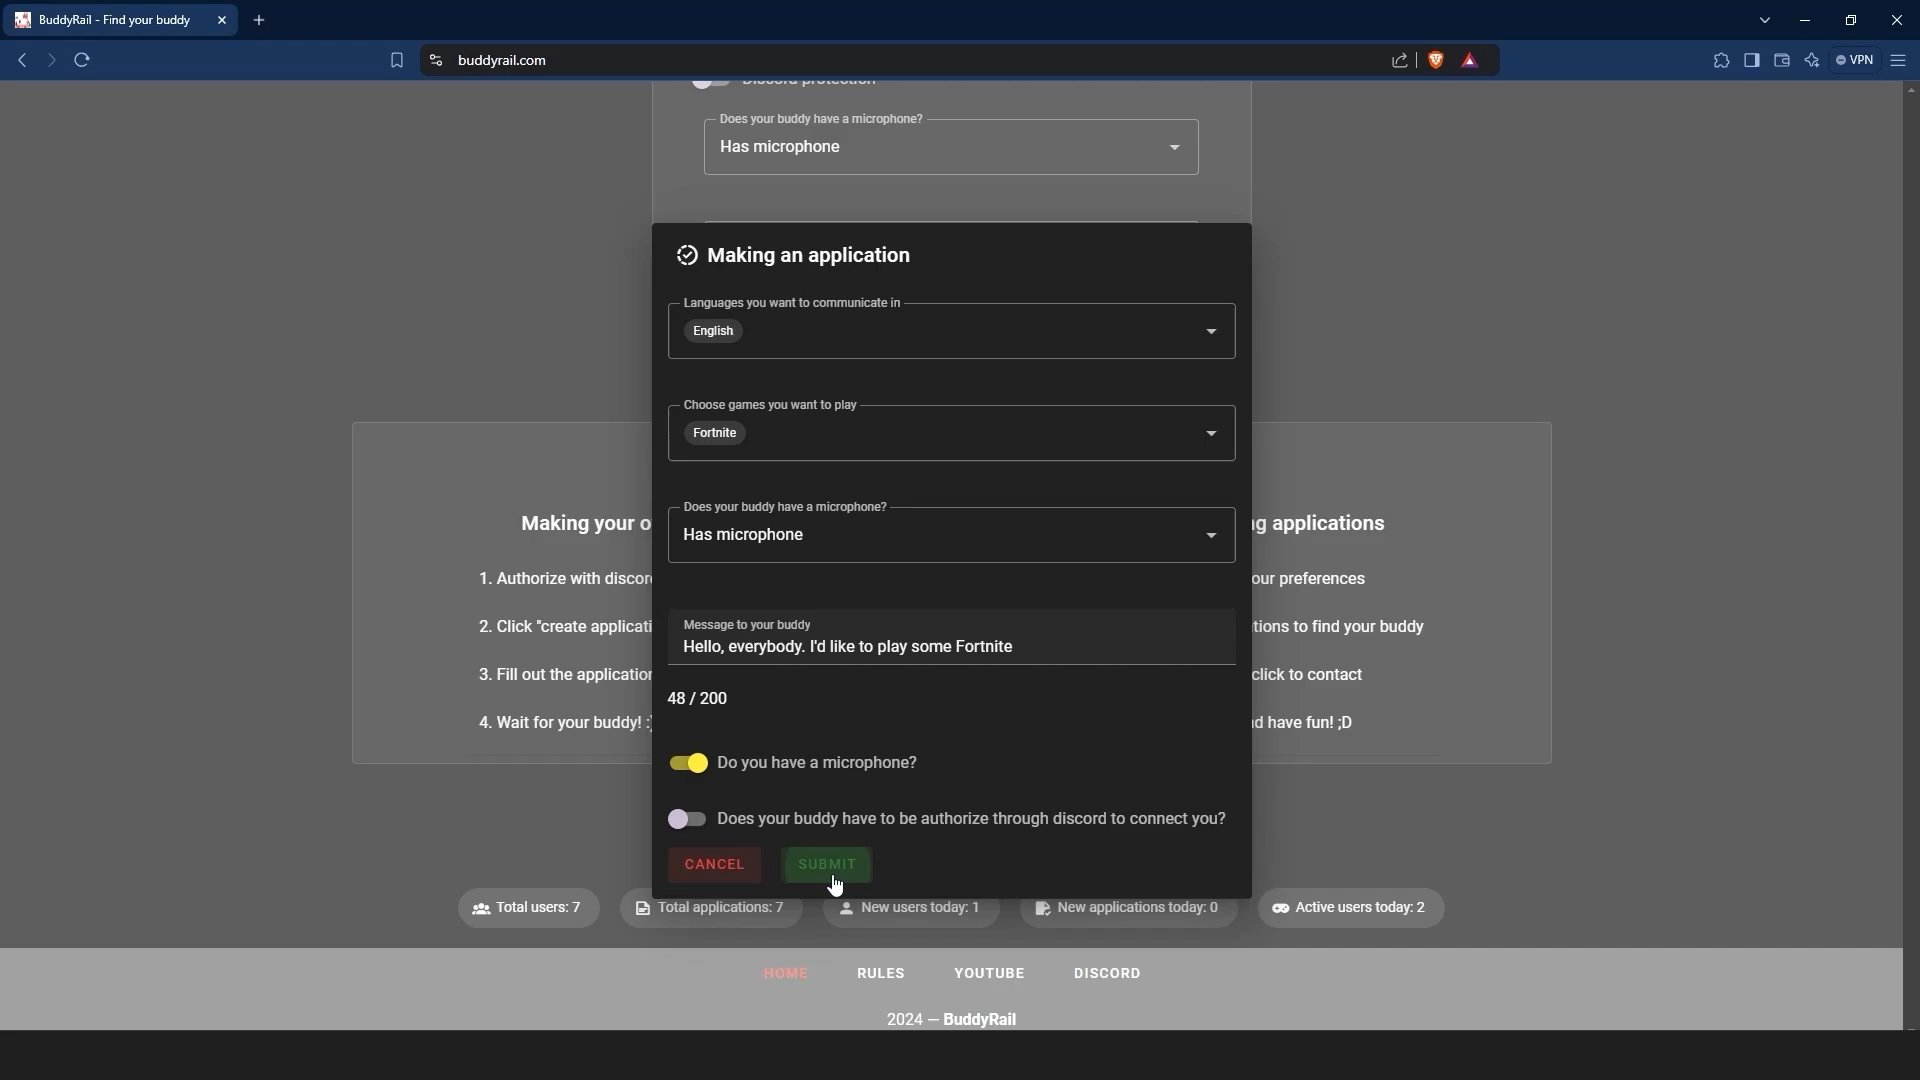 BuddyRail - Find your buddy
buddyrail.com
VPN
Discord protection
Does your buddy have a microphone?
Has microphone
Making an application
Languages you want to communicate in
English
Choose games you want to play
Fortnite
Does your buddy have a microphone?
Has microphone
Message to your buddy
Hello, everybody. I'd like to play some Fortnite
48 / 200
Do you have a microphone?
Does your buddy have to be authorize through discord to connect you?
CANCEL
SUBMIT
Making your o
1. Authorize with discor
2. Click "create applicati
3. Fill out the application
4. Wait for your buddy! :)
g applications
our preferences
tions to find your buddy
click to contact
d have fun! ;D
Total users: 7
Total applications: 7
New users today: 1
New applications today: 0
Active users today: 2
HOME
RULES
YOUTUBE
DISCORD
2024 — BuddyRail